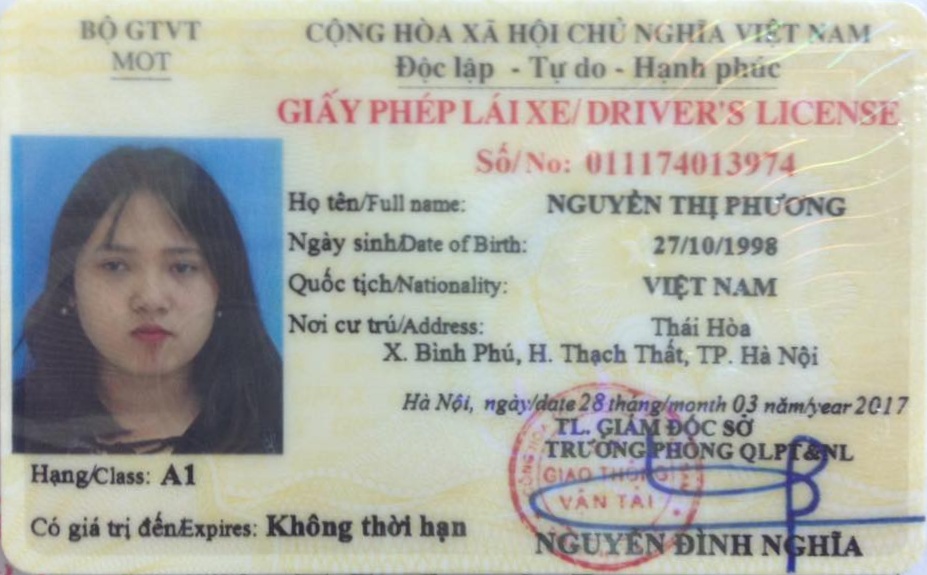 BỘ GTVT
MOT
CỘNG HÒA XÃ HỘI CHỦ NGHĨA VIỆT NAM
Độc lập - Tự do - Hạnh phúc
GIẤY PHÉP LÁI XE/ DRIVER'S LICENSE
Số/No: 011174013974
Họ tên/Full name: NGUYỄN THỊ PHƯƠNG
Ngày sinh/Date of Birth: 27/10/1998
Quốc tịch/Nationality: VIỆT NAM
Nơi cư trú/Address: Thái Hòa
X. Bình Phú, H. Thạch Thất, TP. Hà Nội
Hà Nội, ngày/date 28 tháng/month 03 năm/year 2017
TL. GIÁM ĐỐC SỞ
TRƯỞNG PHÒNG QLPT&NL
GIAO THÔNG
VẬN TẢI
Hạng/Class: A1
Có giá trị đến/Expires: Không thời hạn
NGUYỄN ĐÌNH NGHĨA